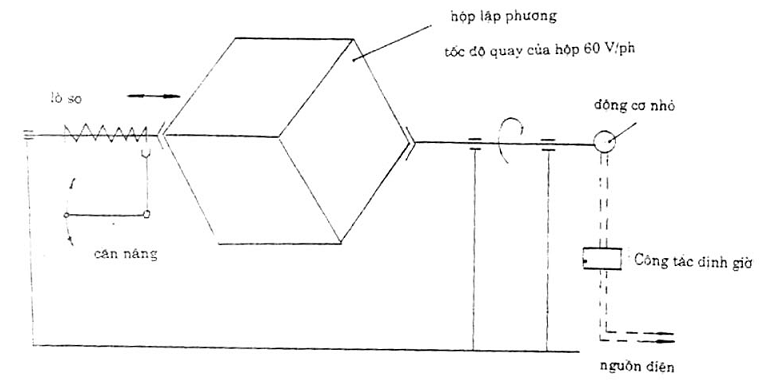 hộp lập phương
tốc độ quay của hộp 60 V/ph
lò so
động cơ nhỏ
cần nâng
Công tác định giờ
nguồn điện